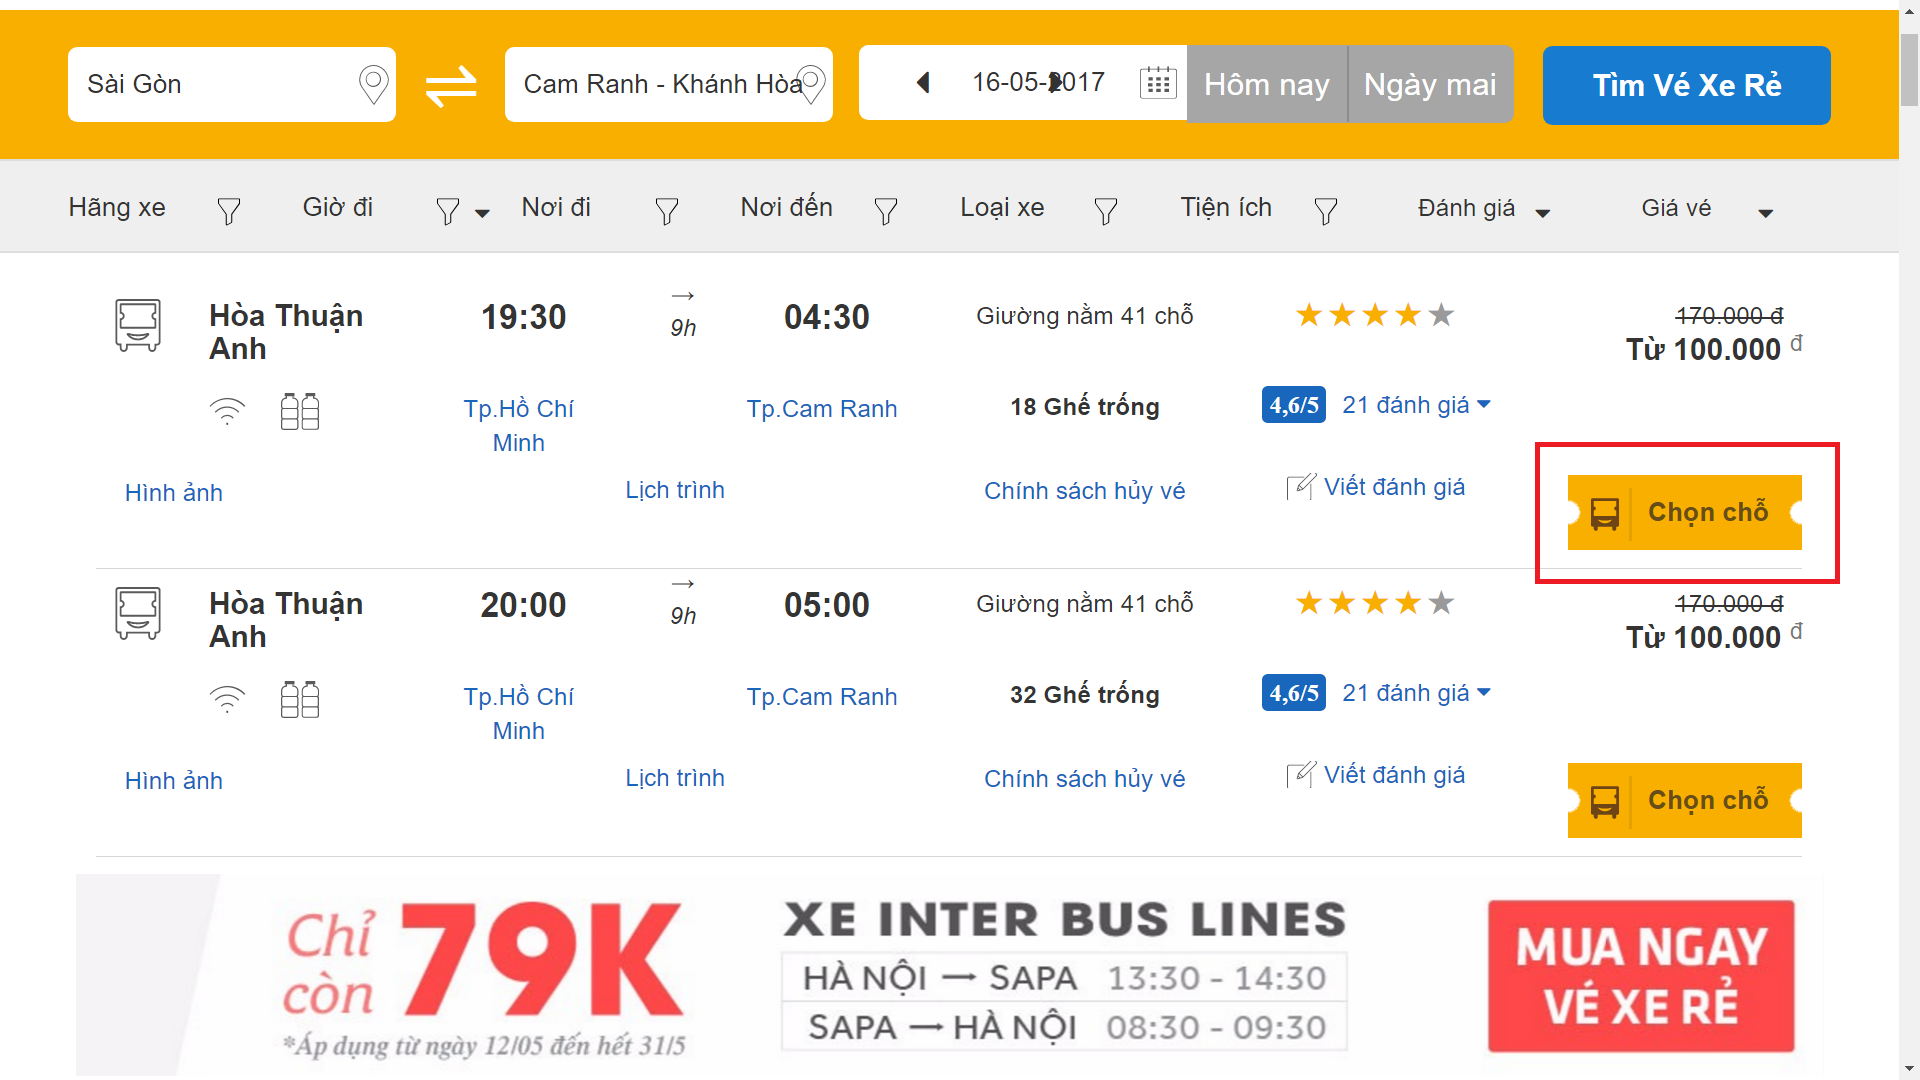 Sài Gòn
Cam Ranh - Khánh Hòa
16-05-2017
Hôm nay
Ngày mai
Tìm Vé Xe Rẻ
Hãng xe
Giờ đi
Nơi đi
Nơi đến
Loại xe
Tiện ích
Đánh giá
Giá vé
Hòa Thuận
Anh
19:30
→
9h
04:30
Giường nằm 41 chỗ
170.000 đ
Từ 100.000 đ
Tp.Hồ Chí
Minh
Tp.Cam Ranh
18 Ghế trống
4,6/5
21 đánh giá
Hình ảnh
Lịch trình
Chính sách hủy vé
Viết đánh giá
Chọn chỗ
Hòa Thuận
Anh
20:00
→
9h
05:00
Giường nằm 41 chỗ
170.000 đ
Từ 100.000 đ
Tp.Hồ Chí
Minh
Tp.Cam Ranh
32 Ghế trống
4,6/5
21 đánh giá
Hình ảnh
Lịch trình
Chính sách hủy vé
Viết đánh giá
Chọn chỗ
Chỉ
còn
79K
*Áp dụng từ ngày 12/05 đến hết 31/5
XE INTER BUS LINES
HÀ NỘI → SAPA 13:30 - 14:30
SAPA → HÀ NỘI 08:30 - 09:30
MUA NGAY
VÉ XE RẺ